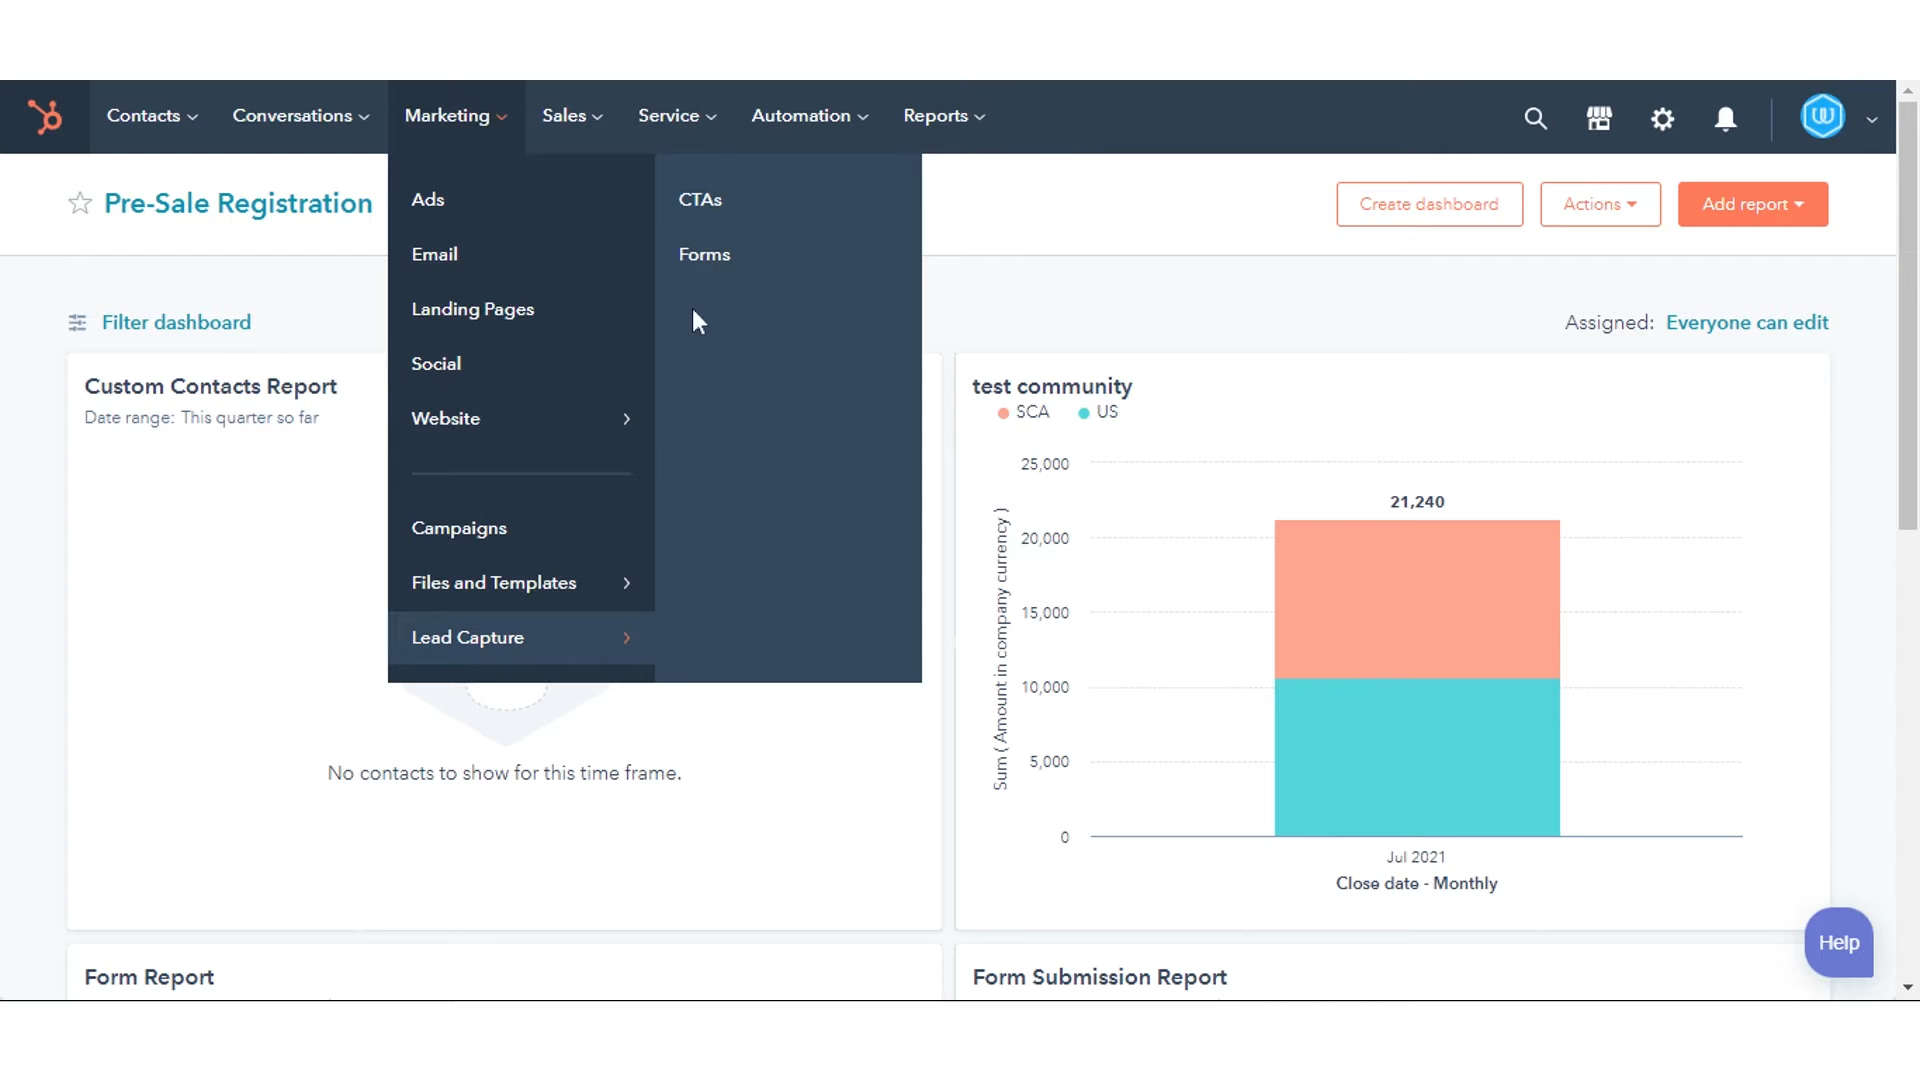 Contacts
Conversations
Marketing
Sales
Service
Automation
Reports
Pre-Sale Registration
Create dashboard
Actions
Add report
Ads
Email
Landing Pages
Social
Website
Campaigns
Files and Templates
Lead Capture
CTAs
Forms
Filter dashboard
Assigned: Everyone can edit
Custom Contacts Report
Date range: This quarter so far
No contacts to show for this time frame.
test community
SCA US
25,000
20,000
15,000
10,000
5,000
0
Sum ( Amount in company currency )
21,240
Jul 2021
Close date - Monthly
Help
Form Report
Form Submission Report